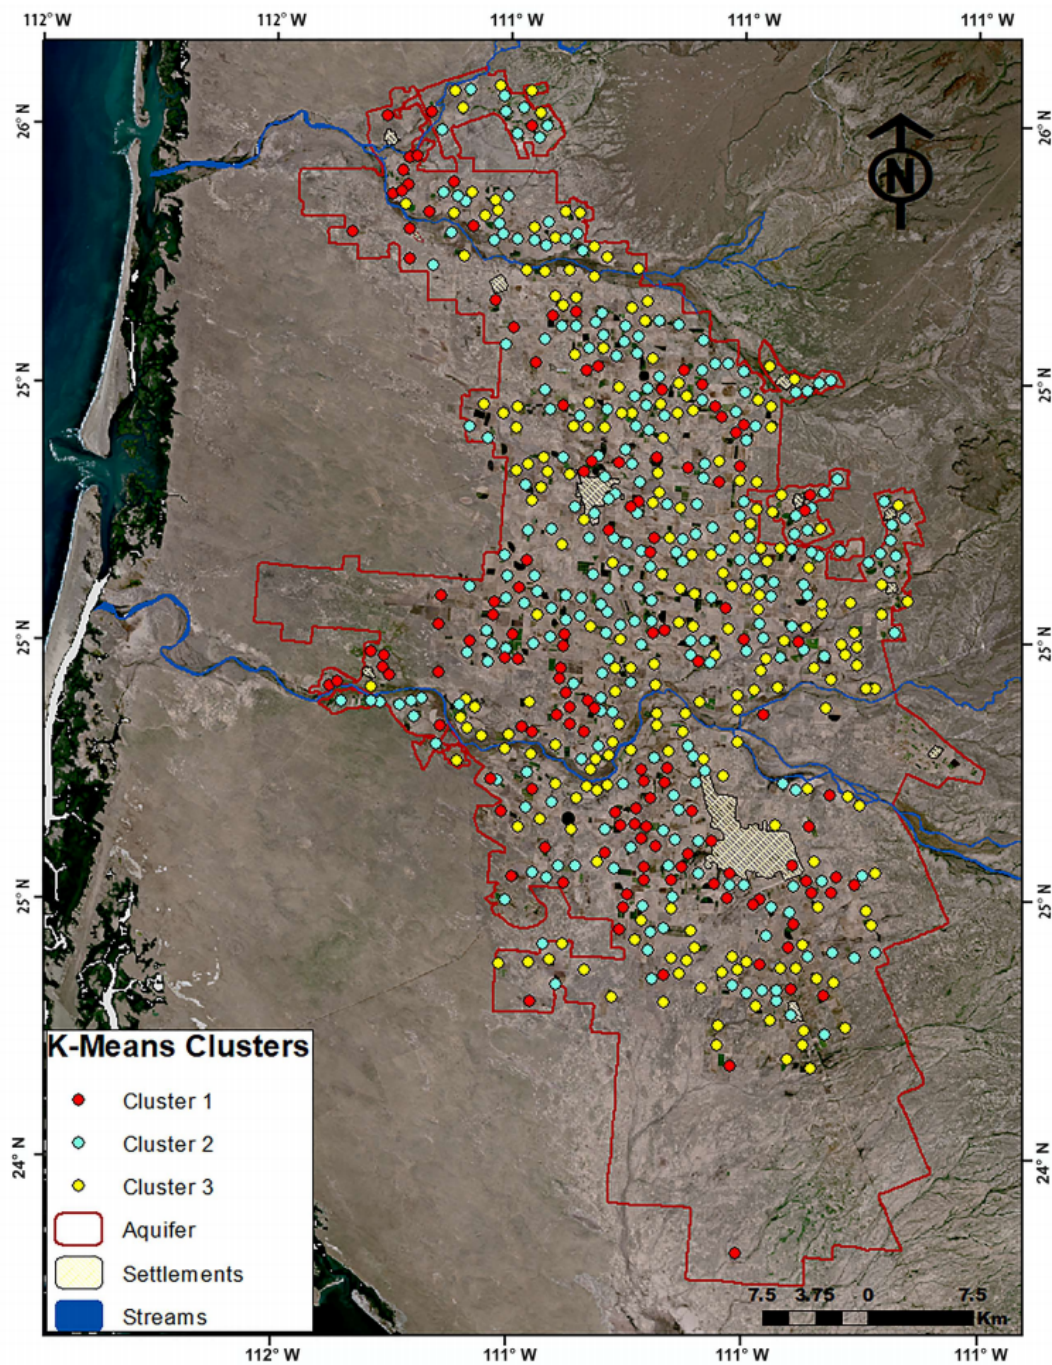 112°W 112°W 111°W 111°W 111°W
26°N 26°N
N
25°N 25°N
25°N 25°N
25°N 25°N
K-Means Clusters
Cluster 1
Cluster 2
Cluster 3
Aquifer
Settlements
Streams
24°N 24°N
7.5 3.75 0 7.5
Km
112°W 111°W 111°W 111°W